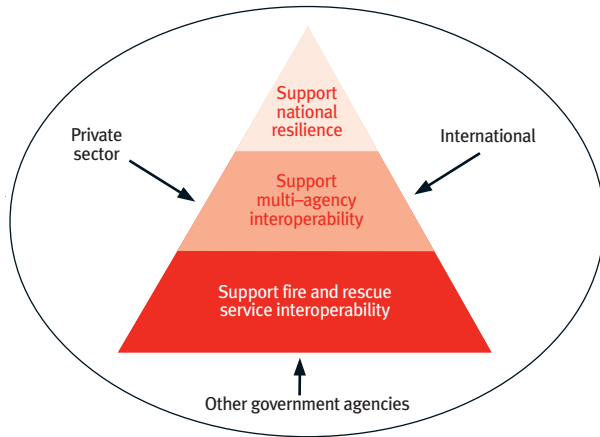 Support
national
resilience
Private
sector
International
Support
multi–agency
interoperability
Support fire and rescue
service interoperability
Other government agencies